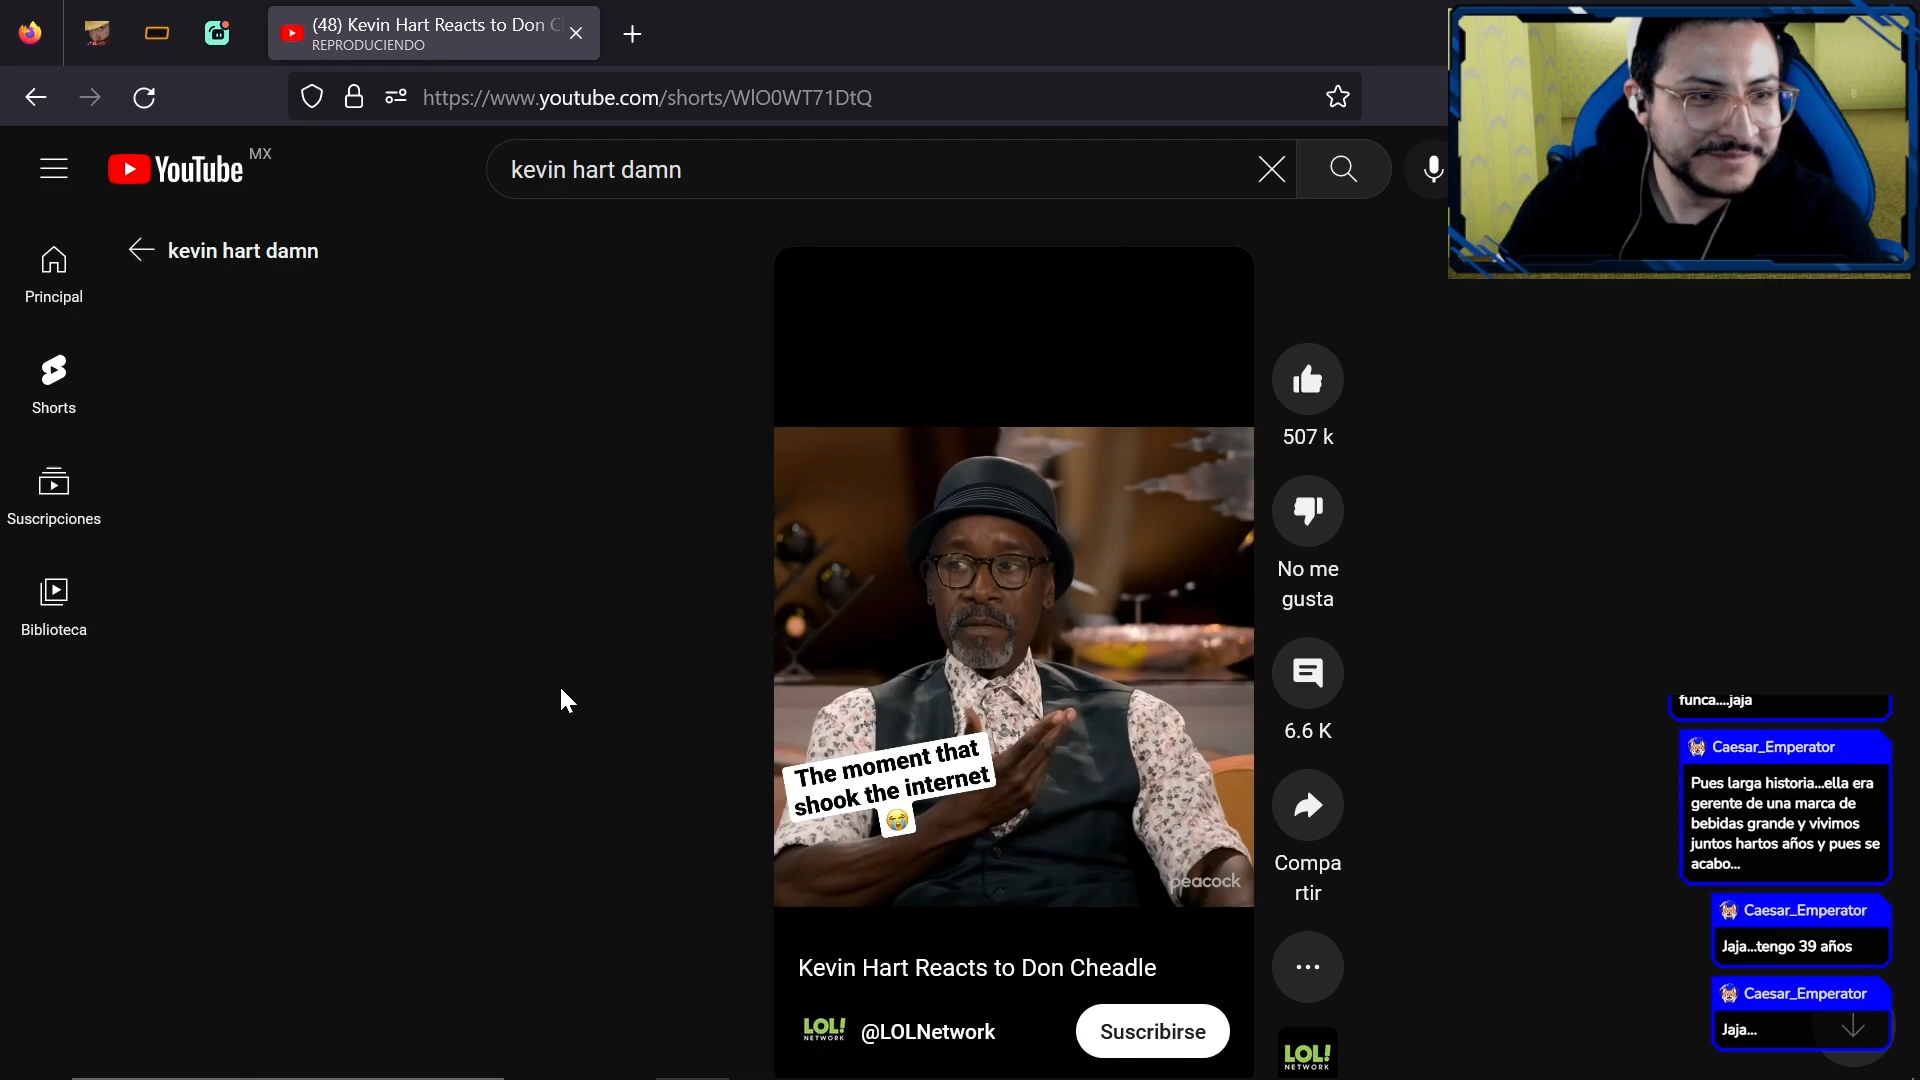 (48) Kevin Hart Reacts to Don C
REPRODUCIENDO
https://www.youtube.com/shorts/WlO0WT71DtQ
YouTube MX
kevin hart damn
kevin hart damn
Principal
Shorts
Suscripciones
Biblioteca
507 k
No me
gusta
6.6 K
Compa
rtir
The moment that
shook the internet
😭
peacock
Kevin Hart Reacts to Don Cheadle
LOL!
NETWORK
@LOLNetwork
Suscribirse
LOL!
NETWORK
funca....jaja
Caesar_Emperator
Pues larga historia...ella era
gerente de una marca de
bebidas grande y vivimos
juntos hartos años y pues se
acabo...
Caesar_Emperator
Jaja...tengo 39 años
Caesar_Emperator
Jaja...